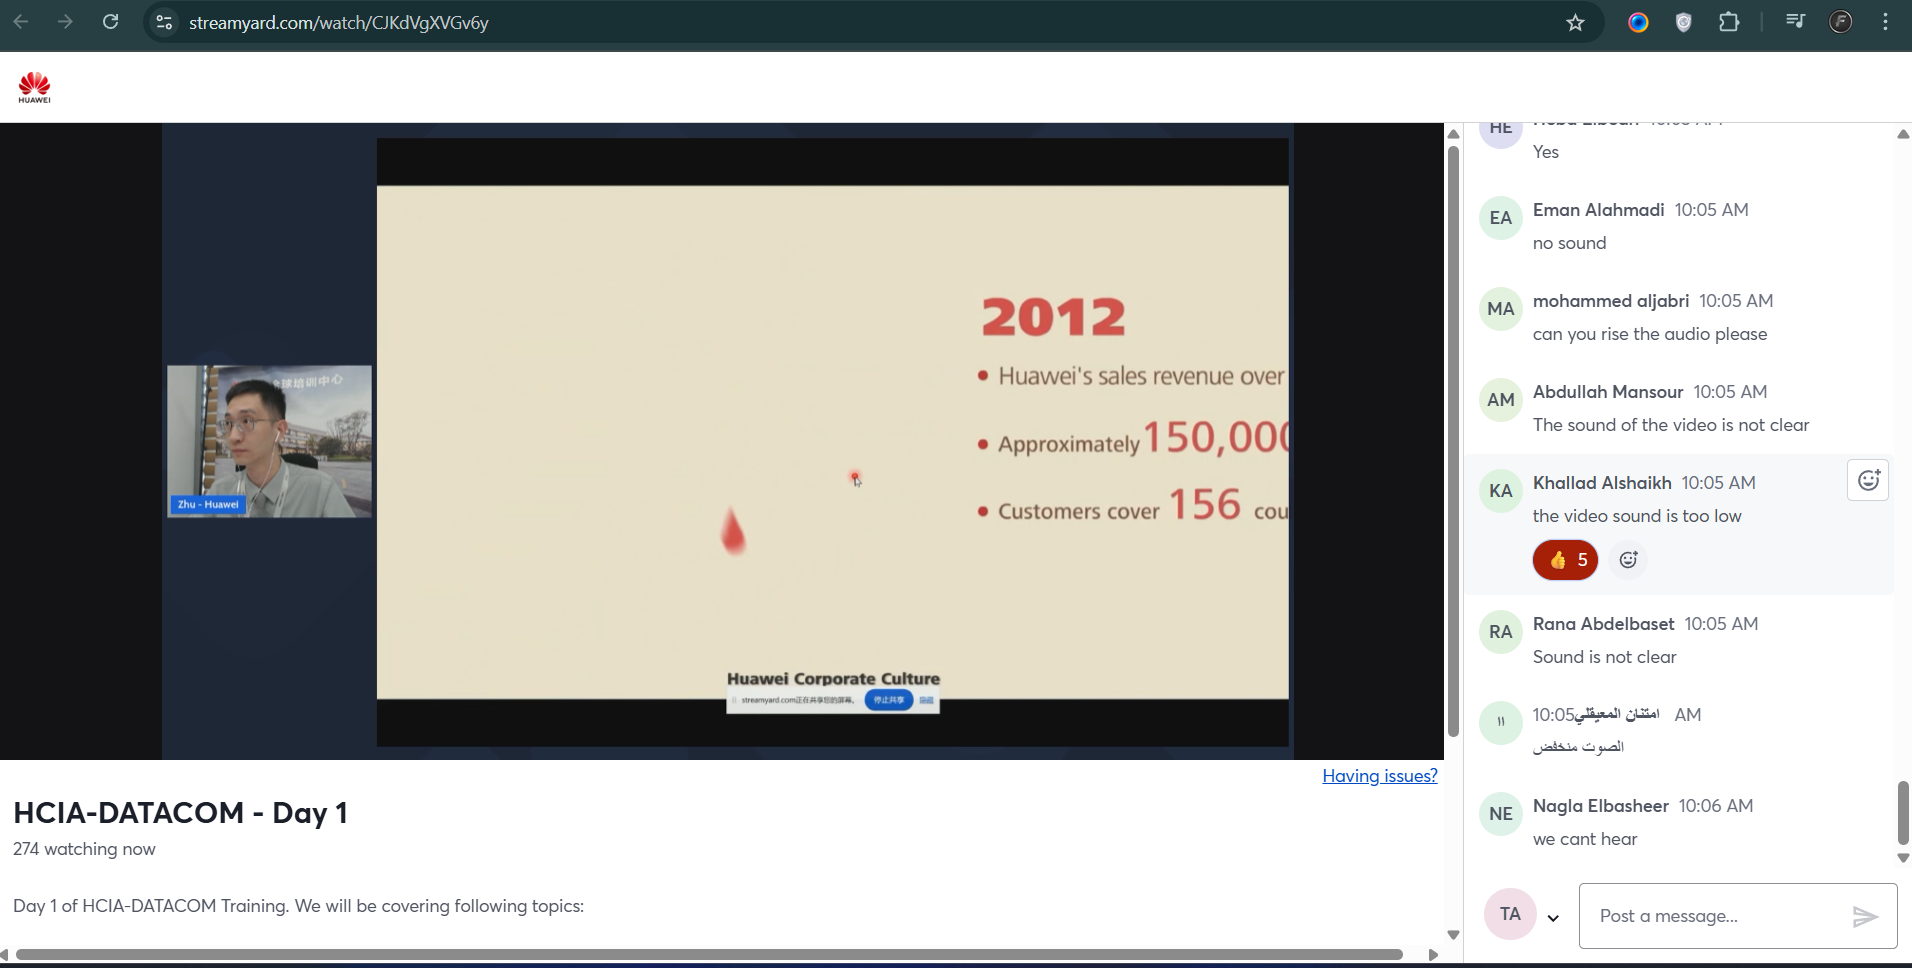 streamyard.com/watch/CJKdVgXVGv6y
HUAWEI
球培训中心
Zhu - Huawei
2012
• Huawei's sales revenue over
• Approximately 150,000
• Customers cover 156 cou
Huawei Corporate Culture
streamyard.com正在共享您的屏幕。 停止共享 隐藏
Having issues?
HCIA-DATACOM - Day 1
274 watching now
Day 1 of HCIA-DATACOM Training. We will be covering following topics:
HE
Yes
EA Eman Alahmadi 10:05 AM
no sound
MA mohammed aljabri 10:05 AM
can you rise the audio please
AM Abdullah Mansour 10:05 AM
The sound of the video is not clear
KA Khallad Alshaikh 10:05 AM
the video sound is too low
👍 5
RA Rana Abdelbaset 10:05 AM
Sound is not clear
اا امتنان المعيقلي 10:05 AM
الصوت منخفض
NE Nagla Elbasheer 10:06 AM
we cant hear
TA
Post a message...